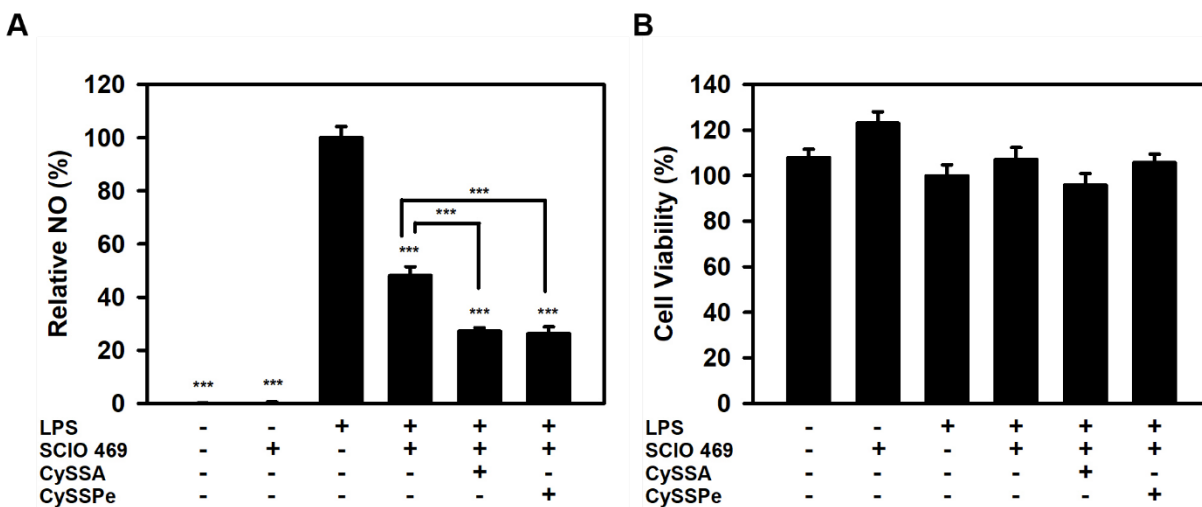 A
B
Relative NO (%)
120
100
80
60
40
20
0
***
***
***
***
***
***
***
LPS - - + + + +
SCIO 469 - + - + + +
CySSA - - - - + -
CySSPe - - - - - +
Cell Viability (%)
140
120
100
80
60
40
20
0
LPS - - + + + +
SCIO 469 - + - + + +
CySSA - - - - + -
CySSPe - - - - - +